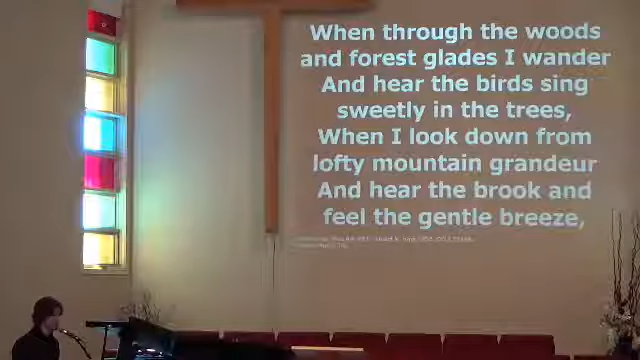 When through the woods
and forest glades I wander
And hear the birds sing
sweetly in the trees,
When I look down from
lofty mountain grandeur
And hear the brook and
feel the gentle breeze,